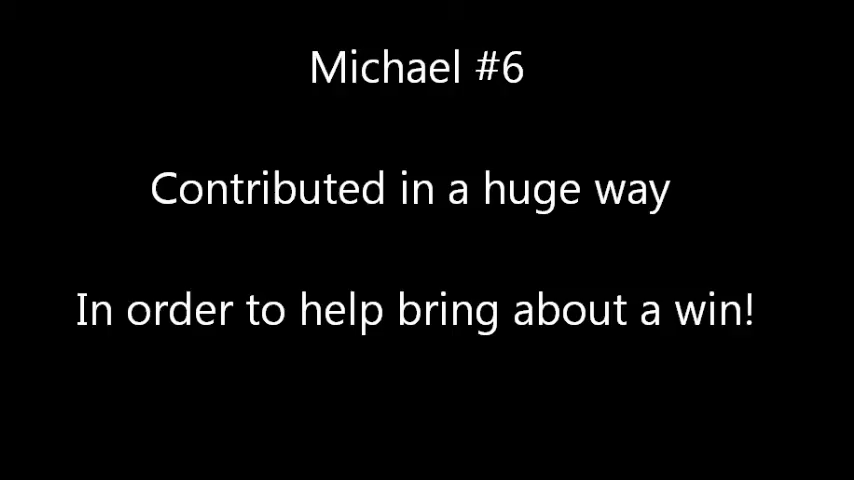 Michael #6
Contributed in a huge way
In order to help bring about a win!